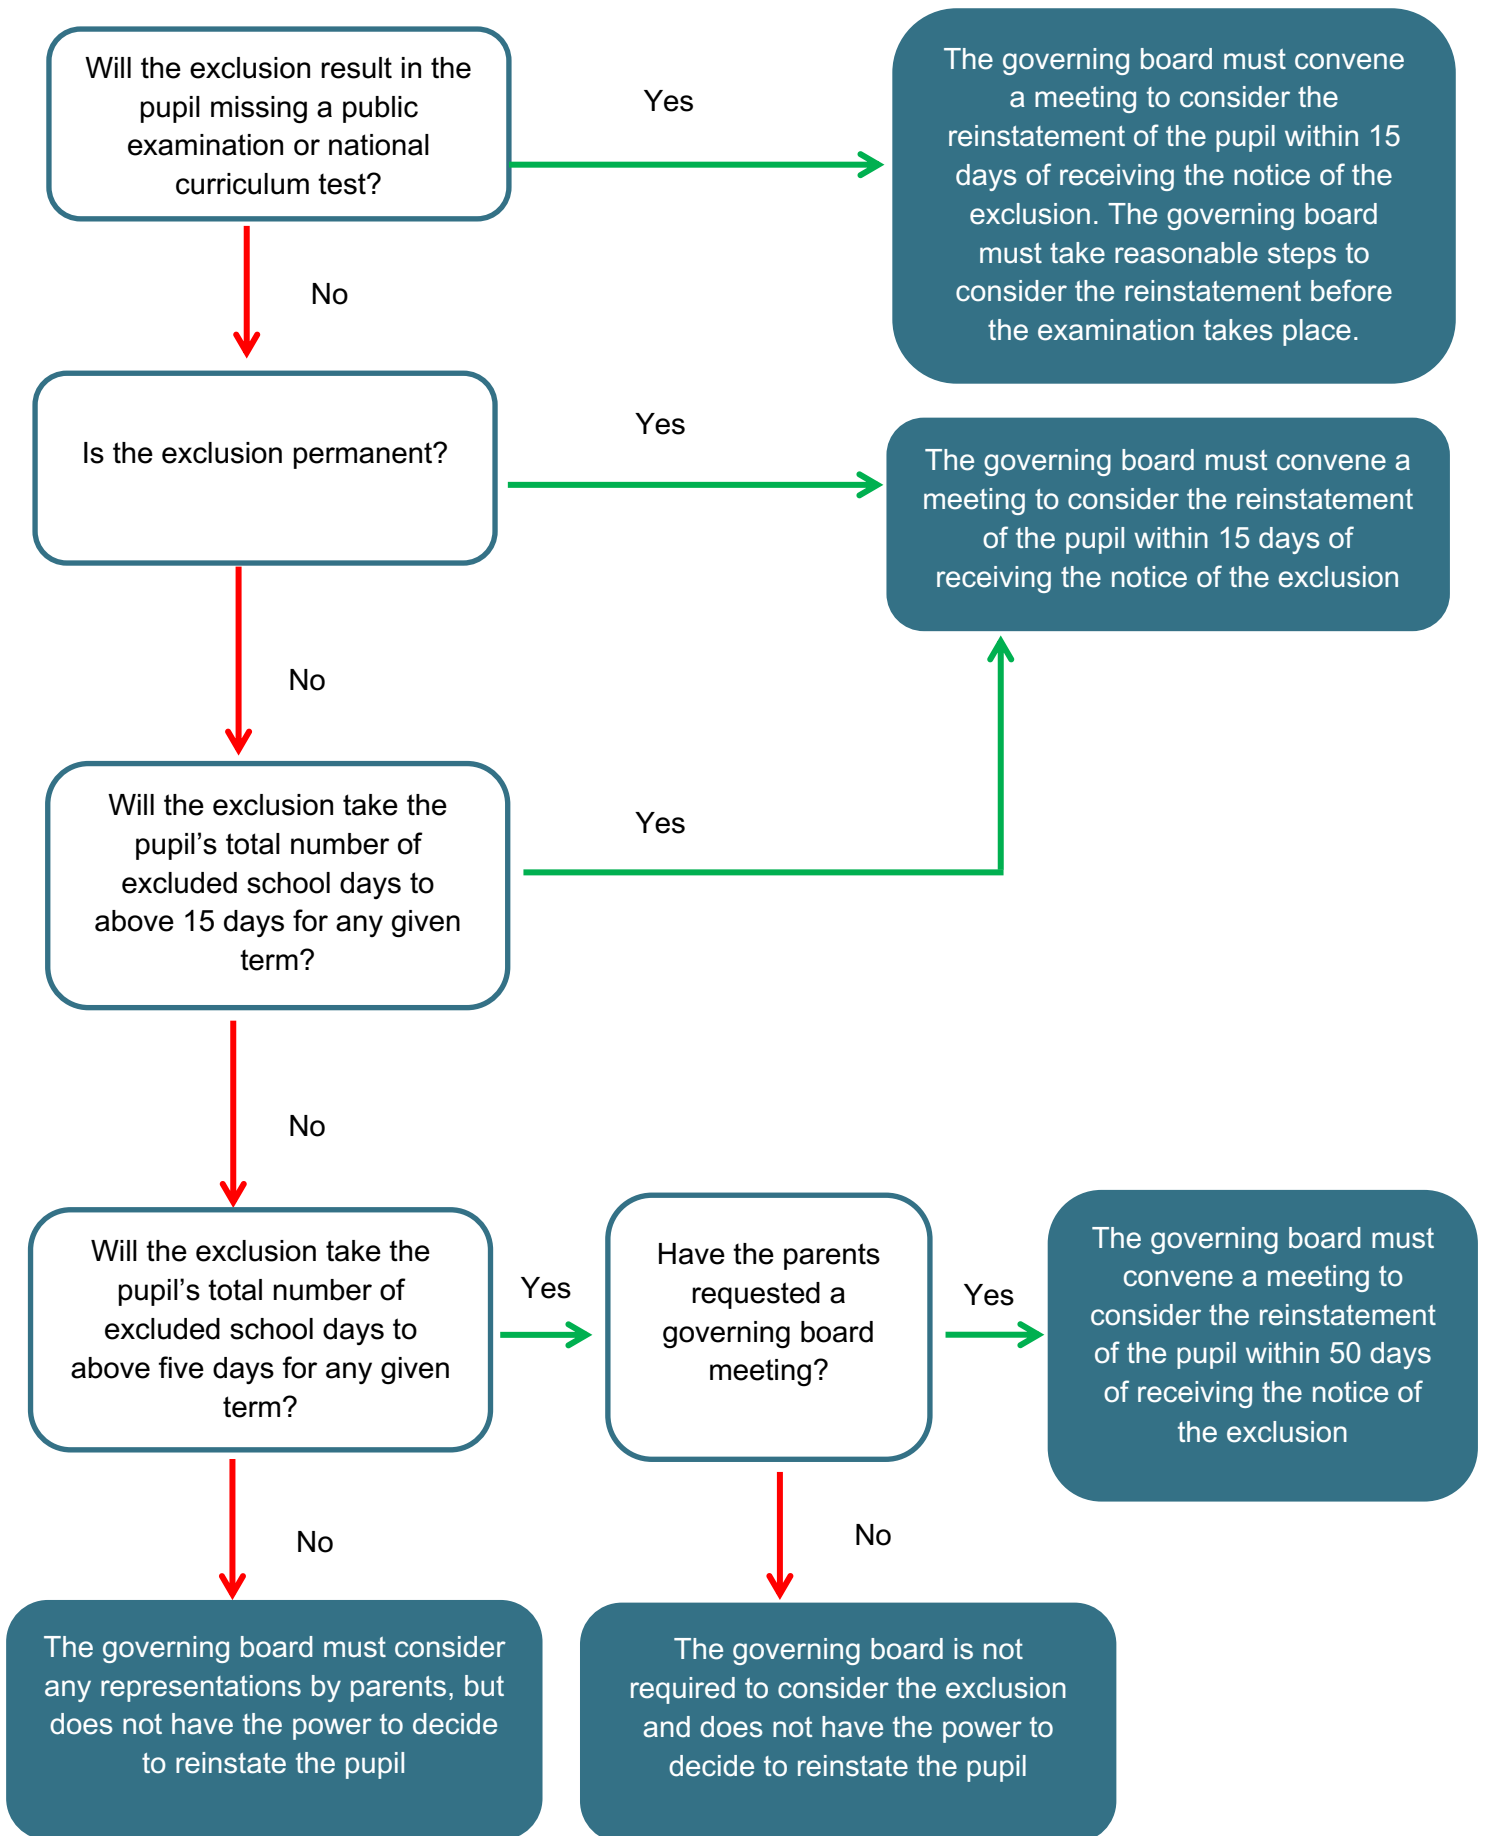 Will the exclusion result in the
pupil missing a public
examination or national
curriculum test?
Yes
The governing board must convene
a meeting to consider the
reinstatement of the pupil within 15
days of receiving the notice of the
exclusion. The governing board
must take reasonable steps to
consider the reinstatement before
the examination takes place.
No
Is the exclusion permanent?
Yes
The governing board must convene a
meeting to consider the reinstatement
of the pupil within 15 days of
receiving the notice of the exclusion
No
Will the exclusion take the
pupil’s total number of
excluded school days to
above 15 days for any given
term?
Yes
No
Will the exclusion take the
pupil’s total number of
excluded school days to
above five days for any given
term?
Yes
Have the parents
requested a
governing board
meeting?
Yes
The governing board must
convene a meeting to
consider the reinstatement
of the pupil within 50 days
of receiving the notice of
the exclusion
No
No
The governing board must consider
any representations by parents, but
does not have the power to decide
to reinstate the pupil
The governing board is not
required to consider the exclusion
and does not have the power to
decide to reinstate the pupil